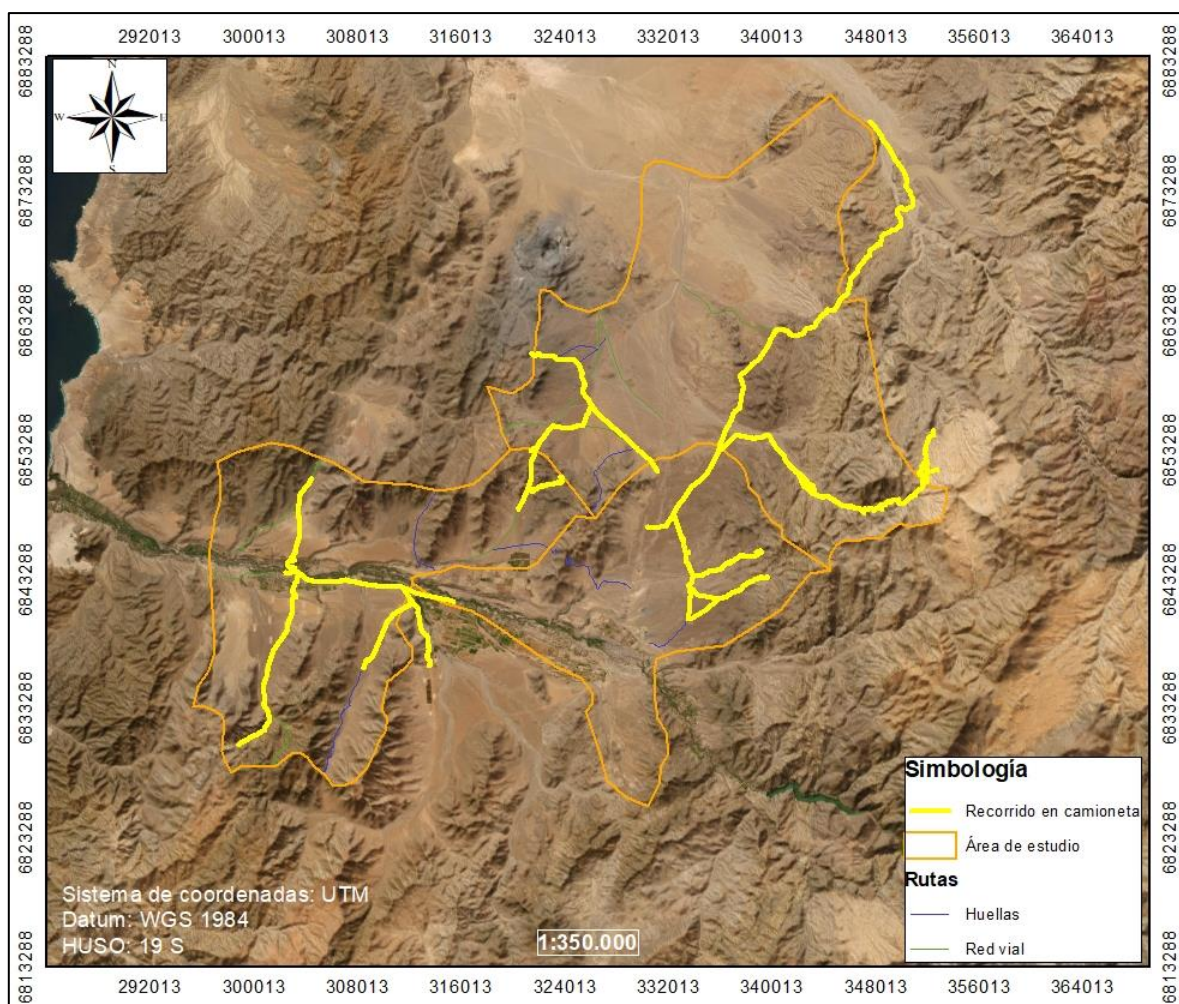 292013 300013 308013 316013 324013 332013 340013 348013 356013 364013
6883288 6883288
N
W E
S
6873288 6873288
6863288 6863288
6853288 6853288
6843288 6843288
6833288 6833288
Simbología
Recorrido en camioneta
Área de estudio
6823288 6823288
Rutas
Huellas
Red vial
Sistema de coordenadas: UTM
Datum: WGS 1984
HUSO: 19 S
1:350.000
6813288 6813288
292013 300013 308013 316013 324013 332013 340013 348013 356013 364013